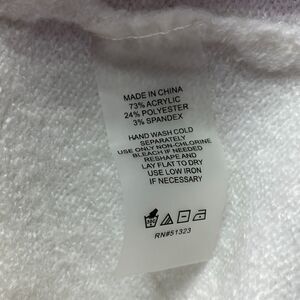 MADE IN CHINA
73% ACRYLIC
24% POLYESTER
3% SPANDEX
HAND WASH COLD
SEPARATELY
USE ONLY NON-CHLORINE
BLEACH IF NEEDED
RESHAPE AND
LAY FLAT TO DRY
USE LOW IRON
IF NECESSARY
RN#51323